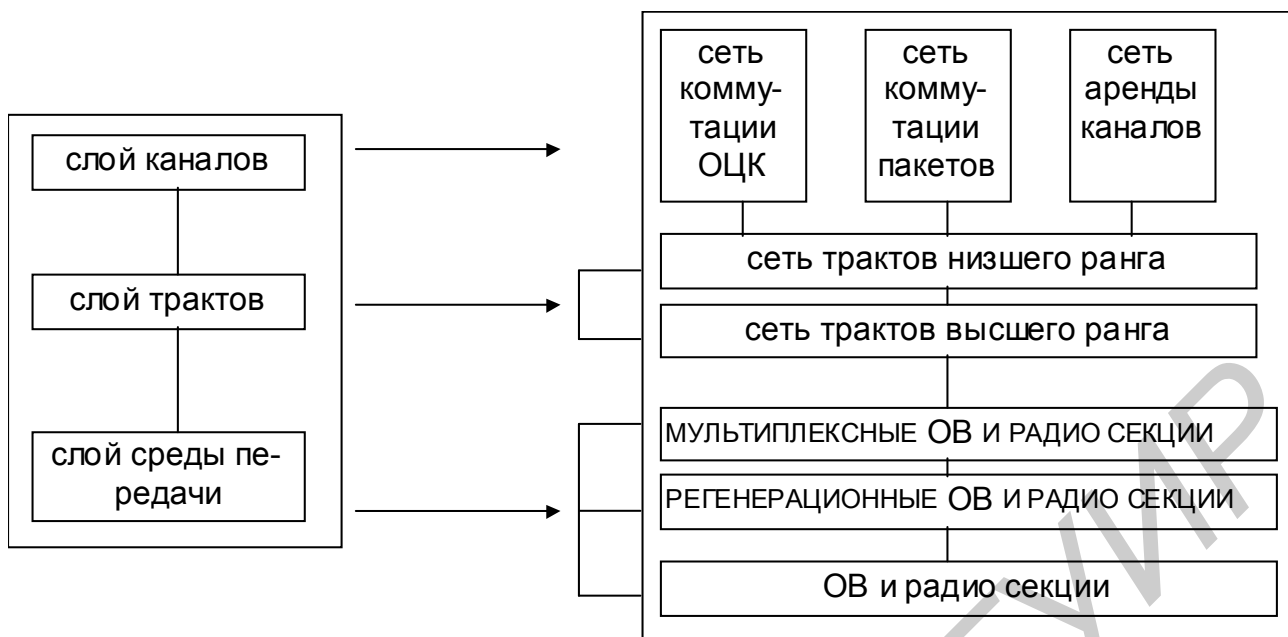 слой каналов
слой трактов
слой среды пе-
редачи
сеть
комму-
тации
ОЦК
сеть
комму-
тации
пакетов
сеть
аренды
каналов
сеть трактов низшего ранга
сеть трактов высшего ранга
МУЛЬТИПЛЕКСНЫЕ ОВ И РАДИО СЕКЦИИ
РЕГЕНЕРАЦИОННЫЕ ОВ И РАДИО СЕКЦИИ
ОВ и радио секции
ГУИР